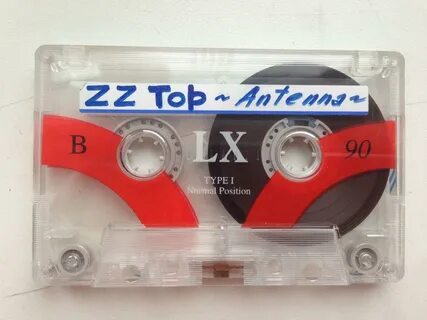 ZZ Top ~ Antenna ~
B LX 90
TYPE I
Normal Position